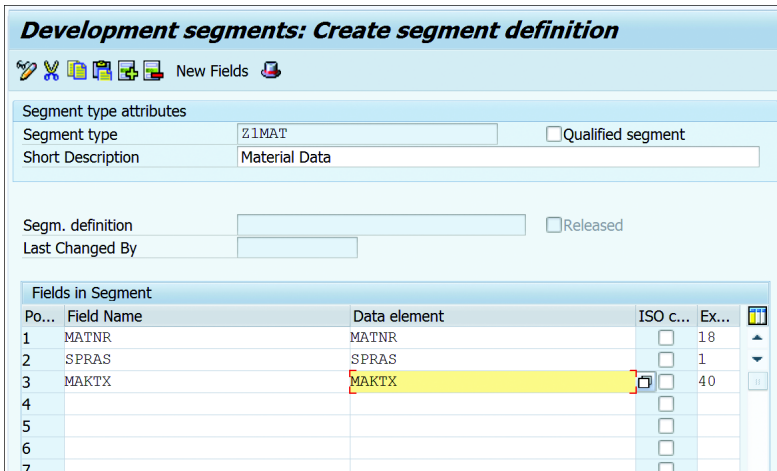 Development segments: Create segment definition
New Fields
Segment type attributes
Segment type Z1MAT Qualified segment
Short Description Material Data
Segm. definition Released
Last Changed By
Fields in Segment
Po... Field Name Data element ISO c... Ex...
1 MATNR MATNR 18
2 SPRAS SPRAS 1
3 MAKTX MAKTX 40
4
5
6
7